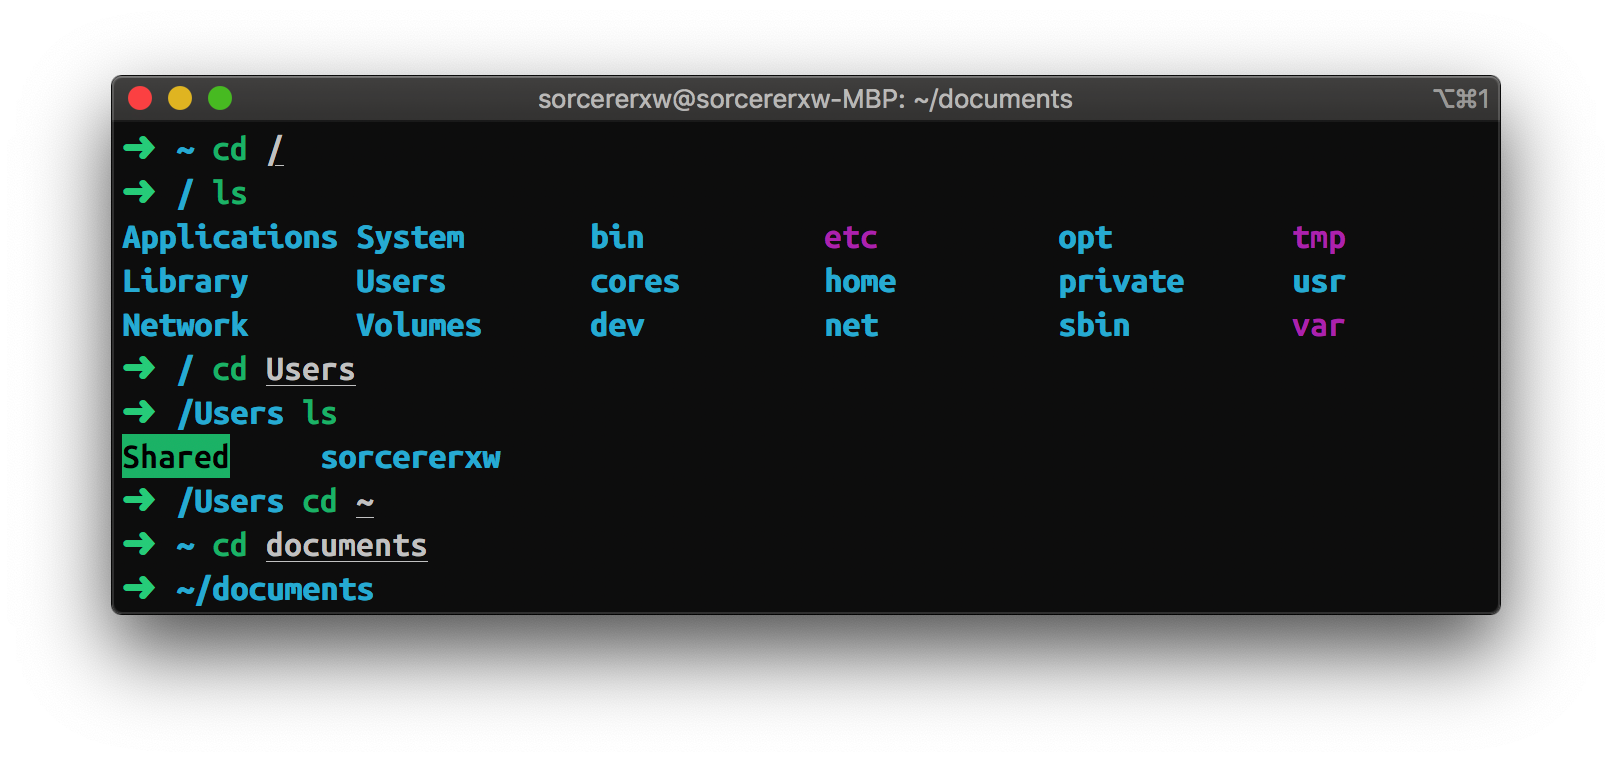 sorcererxw@sorcererxw-MBP: ~/documents ⌥⌘1
➜ ~ cd /
➜ / ls
Applications System bin etc opt tmp
Library Users cores home private usr
Network Volumes dev net sbin var
➜ / cd Users
➜ /Users ls
Shared sorcererxw
➜ /Users cd ~
➜ ~ cd documents
➜ ~/documents